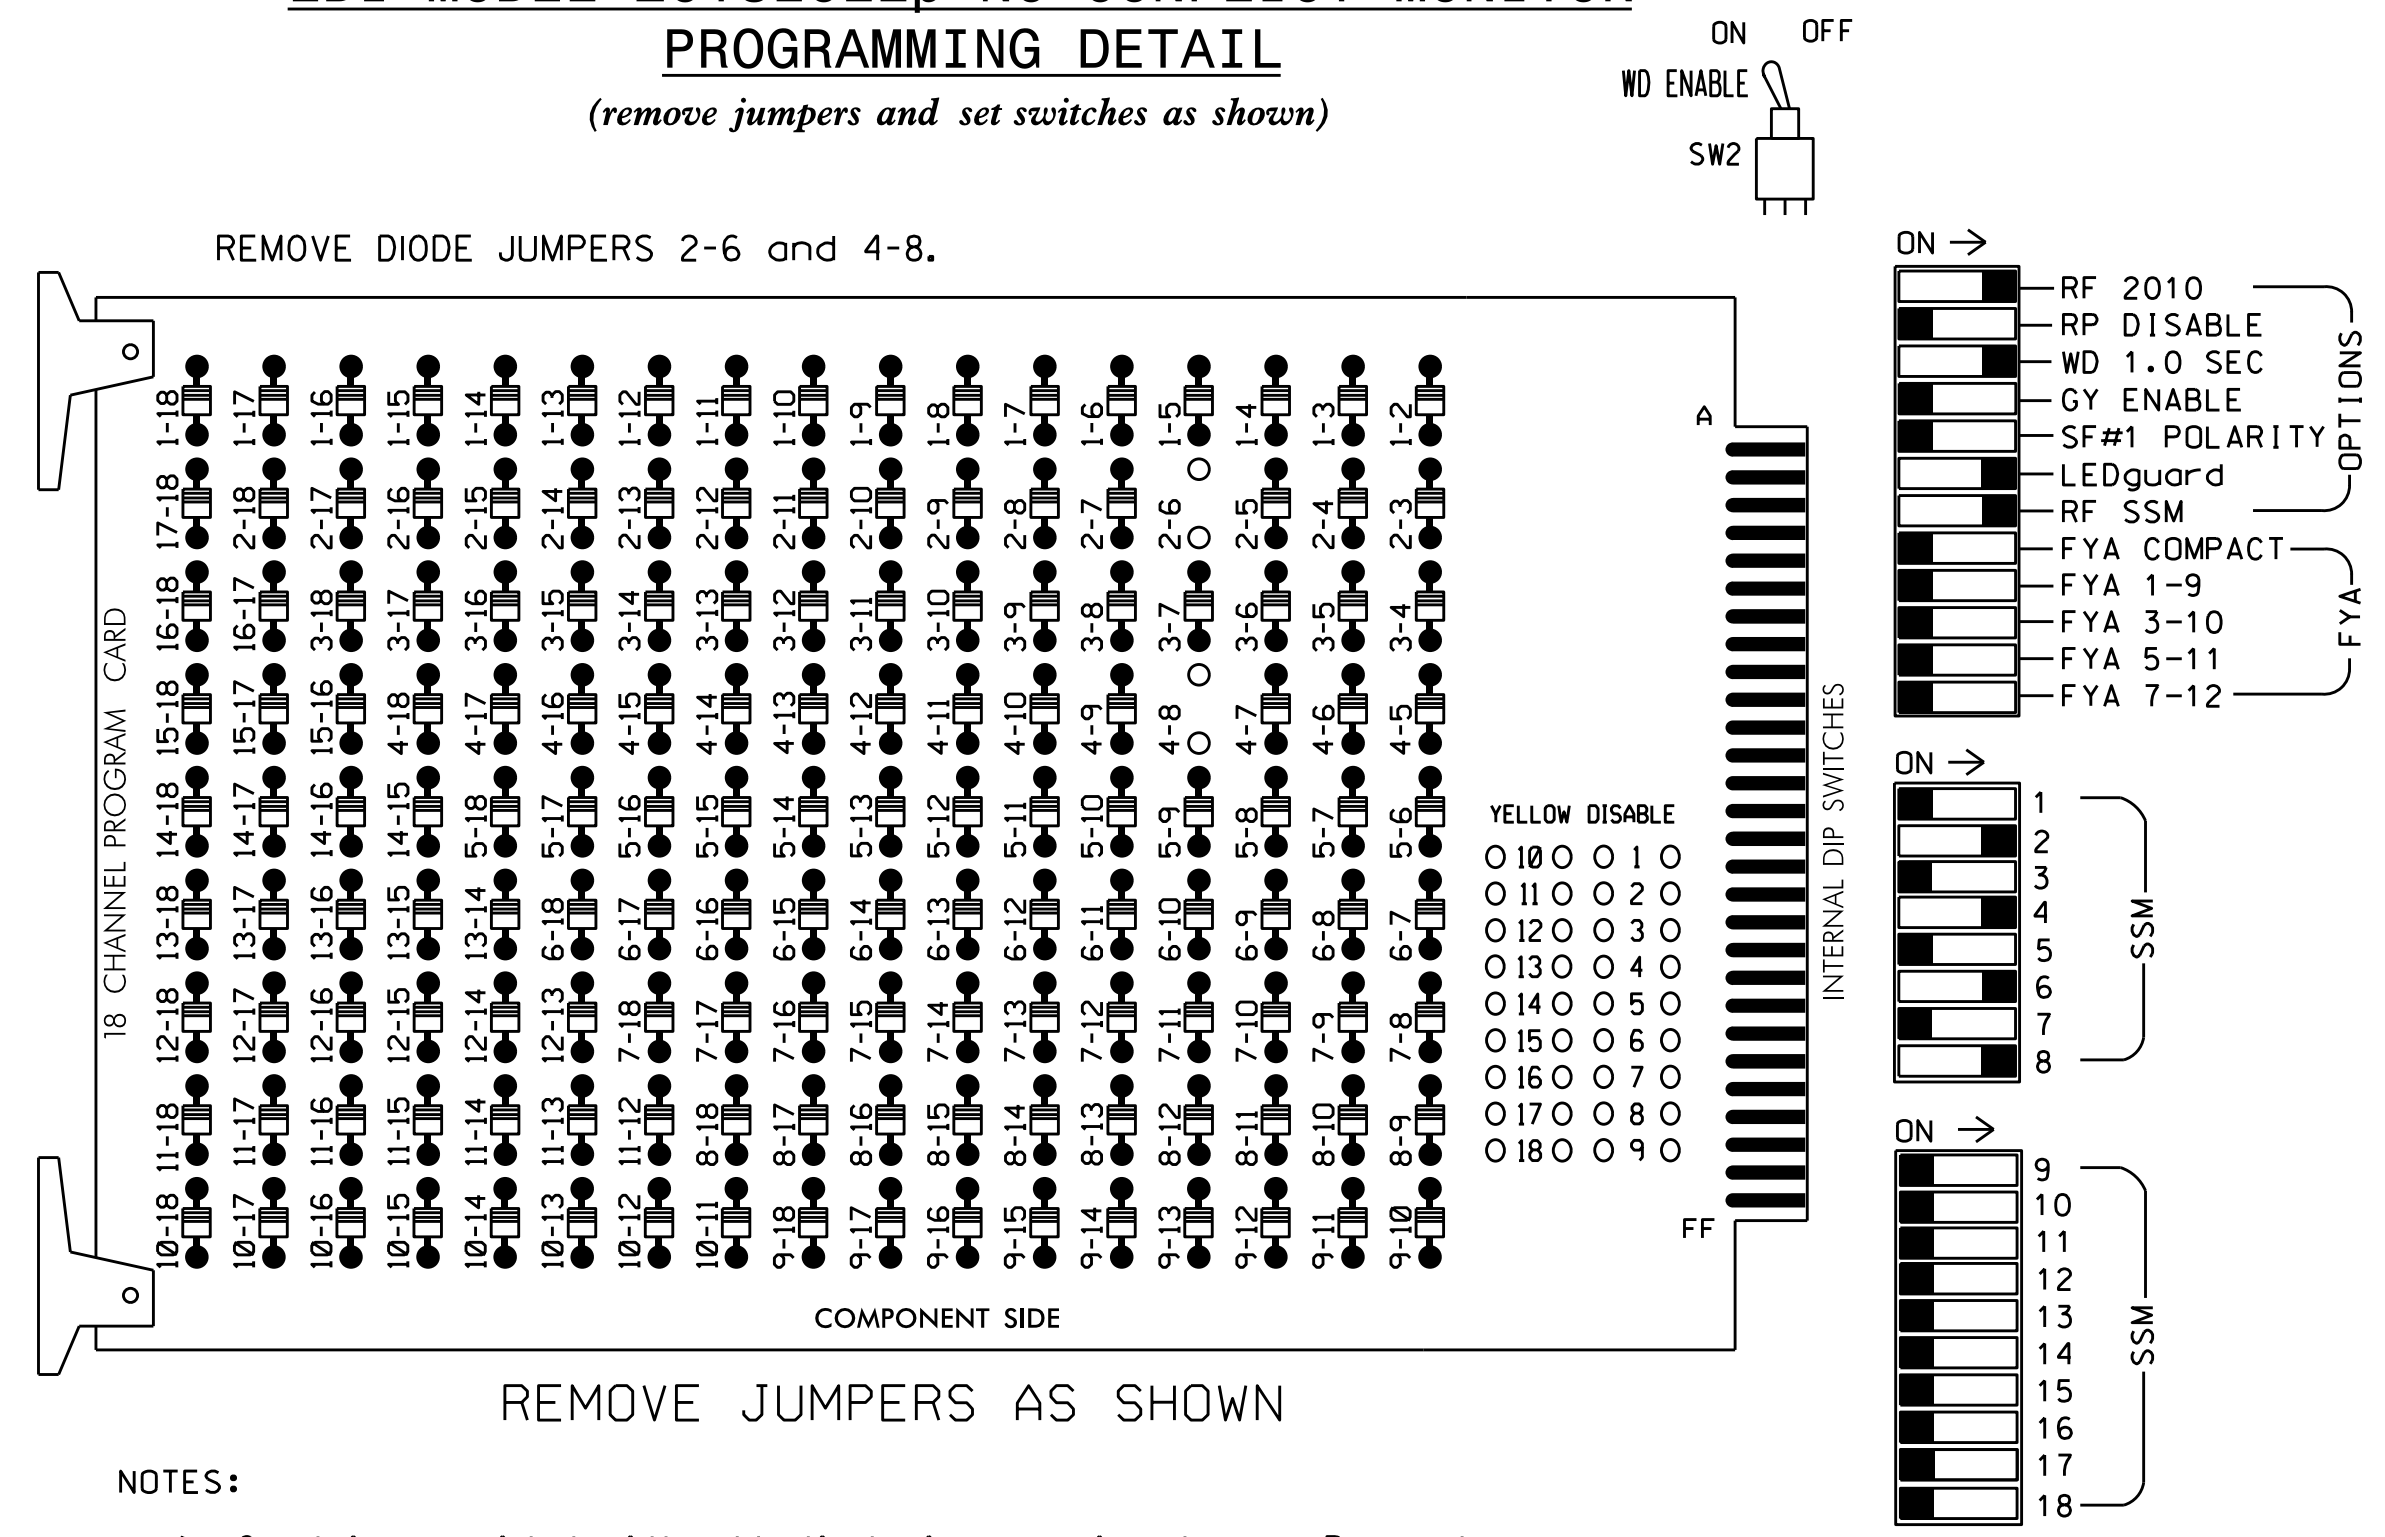 PROGRAMMING DETAIL
(remove jumpers and set switches as shown)
ON OFF
WD ENABLE
SW2
REMOVE DIODE JUMPERS 2-6 and 4-8.
1-18 1-17 1-16 1-15 1-14 1-13 1-12 1-11 1-10 1-9 1-8 1-7 1-6 1-5 1-4 1-3 1-2
17-18 2-18 2-17 2-16 2-15 2-14 2-13 2-12 2-11 2-10 2-9 2-8 2-7 2-6 2-5 2-4 2-3
16-18 16-17 3-18 3-17 3-16 3-15 3-14 3-13 3-12 3-11 3-10 3-9 3-8 3-7 3-6 3-5 3-4
15-18 15-17 15-16 4-18 4-17 4-16 4-15 4-14 4-13 4-12 4-11 4-10 4-9 4-8 4-7 4-6 4-5
14-18 14-17 14-16 14-15 5-18 5-17 5-16 5-15 5-14 5-13 5-12 5-11 5-10 5-9 5-8 5-7 5-6
13-18 13-17 13-16 13-15 13-14 6-18 6-17 6-16 6-15 6-14 6-13 6-12 6-11 6-10 6-9 6-8 6-7
12-18 12-17 12-16 12-15 12-14 12-13 7-18 7-17 7-16 7-15 7-14 7-13 7-12 7-11 7-10 7-9 7-8
11-18 11-17 11-16 11-15 11-14 11-13 11-12 8-18 8-17 8-16 8-15 8-14 8-13 8-12 8-11 8-10 8-9
10-18 10-17 10-16 10-15 10-14 10-13 10-12 10-11 9-18 9-17 9-16 9-15 9-14 9-13 9-12 9-11 9-10
18 CHANNEL PROGRAM CARD
A
FF
YELLOW DISABLE
10 1
11 2
12 3
13 4
14 5
15 6
16 7
17 8
18 9
COMPONENT SIDE
INTERNAL DIP SWITCHES
ON
RF 2010
RP DISABLE
WD 1.0 SEC
GY ENABLE
SF#1 POLARITY
LEDguard
RF SSM
OPTIONS
FYA COMPACT
FYA 1-9
FYA 3-10
FYA 5-11
FYA 7-12
FYA
ON
1
2
3
4
5
6
7
8
SSM
ON
9
10
11
12
13
14
15
16
17
18
SSM
REMOVE JUMPERS AS SHOWN
NOTES: